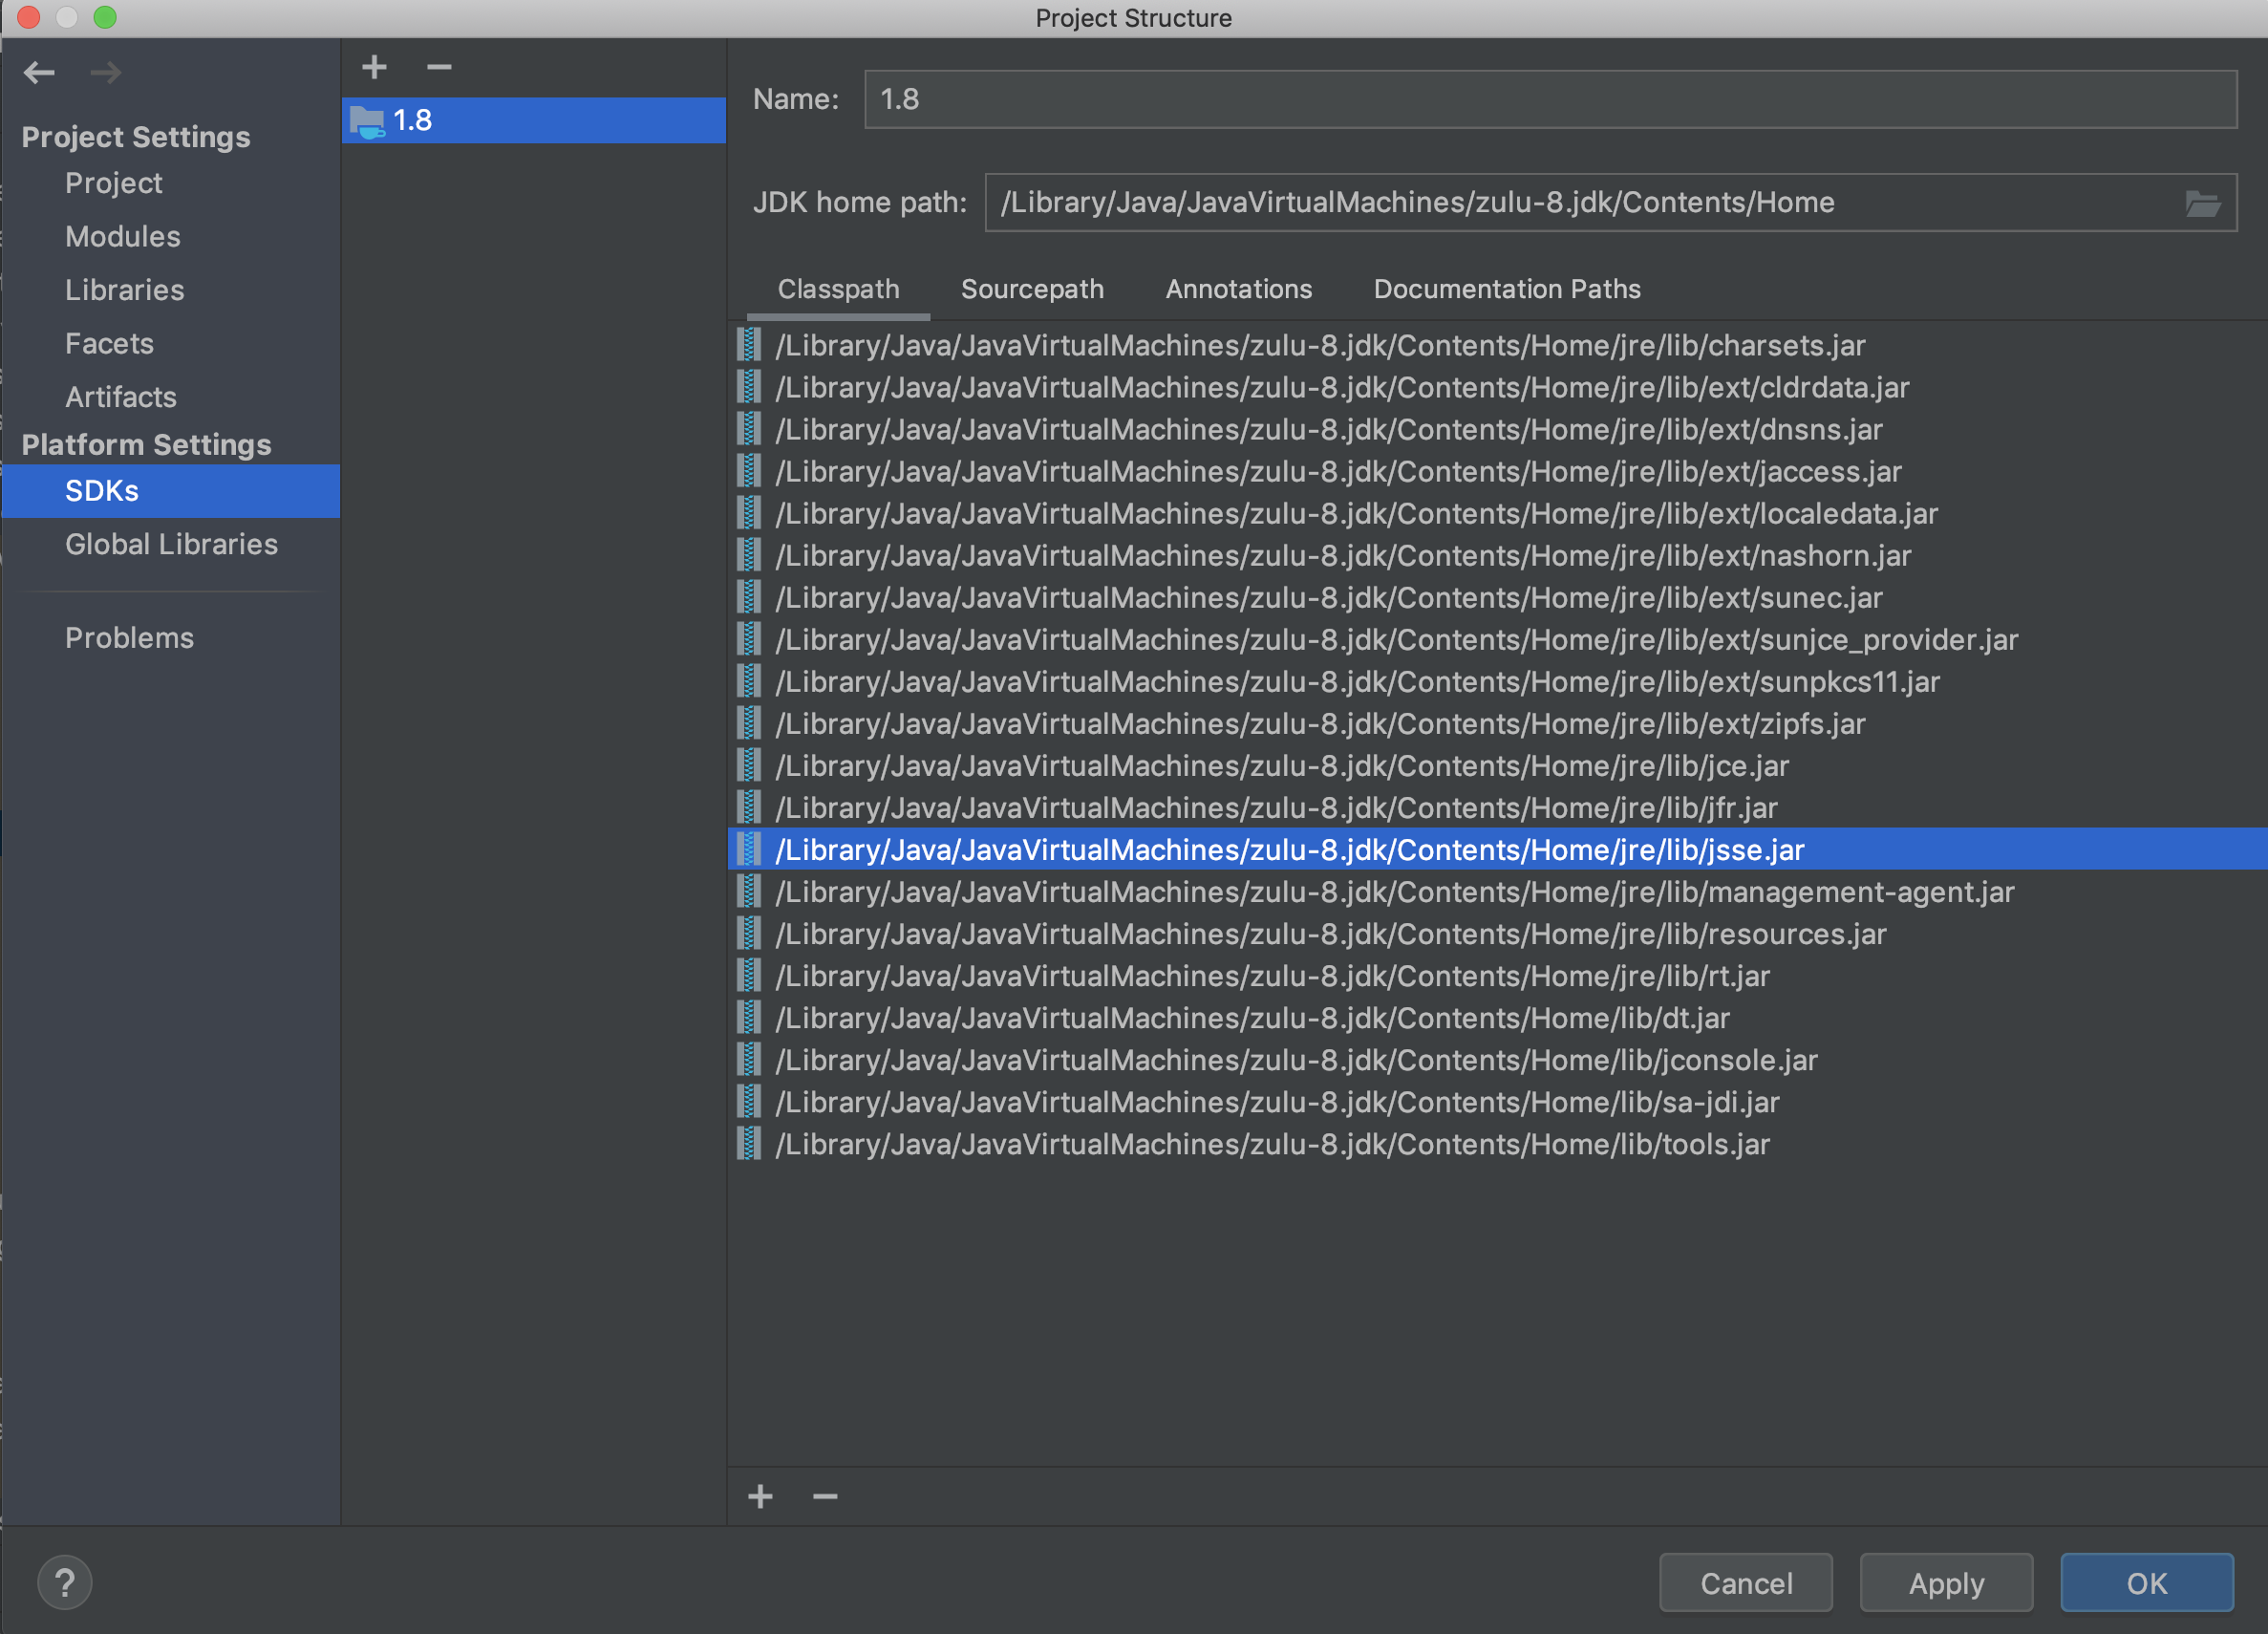 Project Structure
Project Settings
Project
Modules
Libraries
Facets
Artifacts
Platform Settings
SDKs
Global Libraries
Problems
1.8
Name: 1.8
JDK home path: /Library/Java/JavaVirtualMachines/zulu-8.jdk/Contents/Home
Classpath Sourcepath Annotations Documentation Paths
/Library/Java/JavaVirtualMachines/zulu-8.jdk/Contents/Home/jre/lib/charsets.jar
/Library/Java/JavaVirtualMachines/zulu-8.jdk/Contents/Home/jre/lib/ext/cldrdata.jar
/Library/Java/JavaVirtualMachines/zulu-8.jdk/Contents/Home/jre/lib/ext/dnsns.jar
/Library/Java/JavaVirtualMachines/zulu-8.jdk/Contents/Home/jre/lib/ext/jaccess.jar
/Library/Java/JavaVirtualMachines/zulu-8.jdk/Contents/Home/jre/lib/ext/localedata.jar
/Library/Java/JavaVirtualMachines/zulu-8.jdk/Contents/Home/jre/lib/ext/nashorn.jar
/Library/Java/JavaVirtualMachines/zulu-8.jdk/Contents/Home/jre/lib/ext/sunec.jar
/Library/Java/JavaVirtualMachines/zulu-8.jdk/Contents/Home/jre/lib/ext/sunjce_provider.jar
/Library/Java/JavaVirtualMachines/zulu-8.jdk/Contents/Home/jre/lib/ext/sunpkcs11.jar
/Library/Java/JavaVirtualMachines/zulu-8.jdk/Contents/Home/jre/lib/ext/zipfs.jar
/Library/Java/JavaVirtualMachines/zulu-8.jdk/Contents/Home/jre/lib/jce.jar
/Library/Java/JavaVirtualMachines/zulu-8.jdk/Contents/Home/jre/lib/jfr.jar
/Library/Java/JavaVirtualMachines/zulu-8.jdk/Contents/Home/jre/lib/jsse.jar
/Library/Java/JavaVirtualMachines/zulu-8.jdk/Contents/Home/jre/lib/management-agent.jar
/Library/Java/JavaVirtualMachines/zulu-8.jdk/Contents/Home/jre/lib/resources.jar
/Library/Java/JavaVirtualMachines/zulu-8.jdk/Contents/Home/jre/lib/rt.jar
/Library/Java/JavaVirtualMachines/zulu-8.jdk/Contents/Home/lib/dt.jar
/Library/Java/JavaVirtualMachines/zulu-8.jdk/Contents/Home/lib/jconsole.jar
/Library/Java/JavaVirtualMachines/zulu-8.jdk/Contents/Home/lib/sa-jdi.jar
/Library/Java/JavaVirtualMachines/zulu-8.jdk/Contents/Home/lib/tools.jar
?
Cancel Apply OK